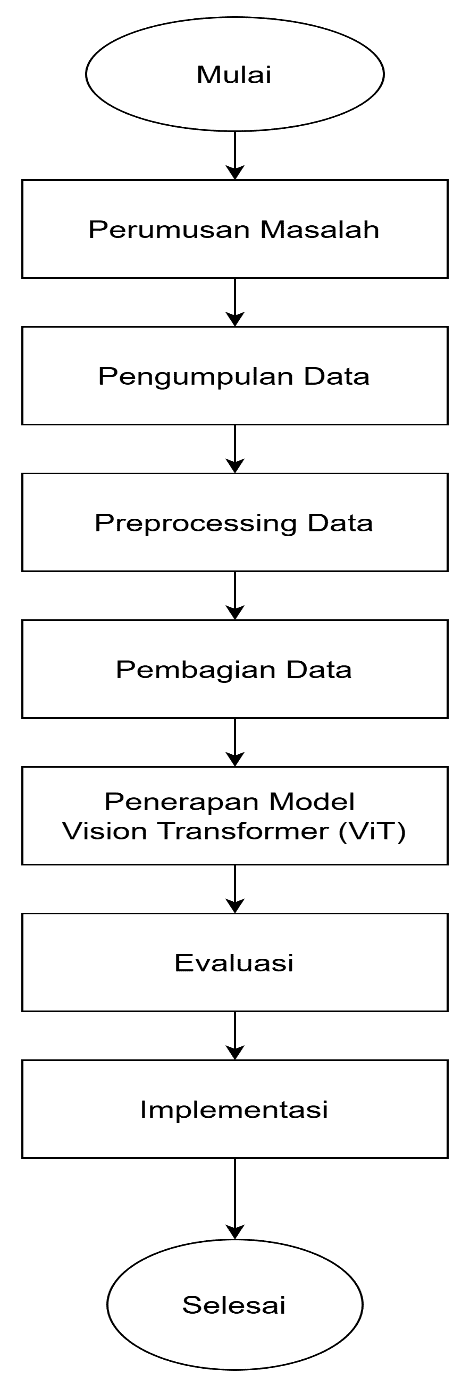 Mulai
Perumusan Masalah
Pengumpulan Data
Preprocessing Data
Pembagian Data
Penerapan Model
Vision Transformer (ViT)
Evaluasi
Implementasi
Selesai